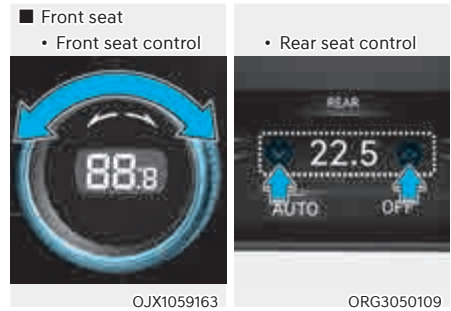 ■ Front seat
• Front seat control
• Rear seat control
88.8
REAR
22.5
AUTO
OFF
OJX1059163
ORG3050109